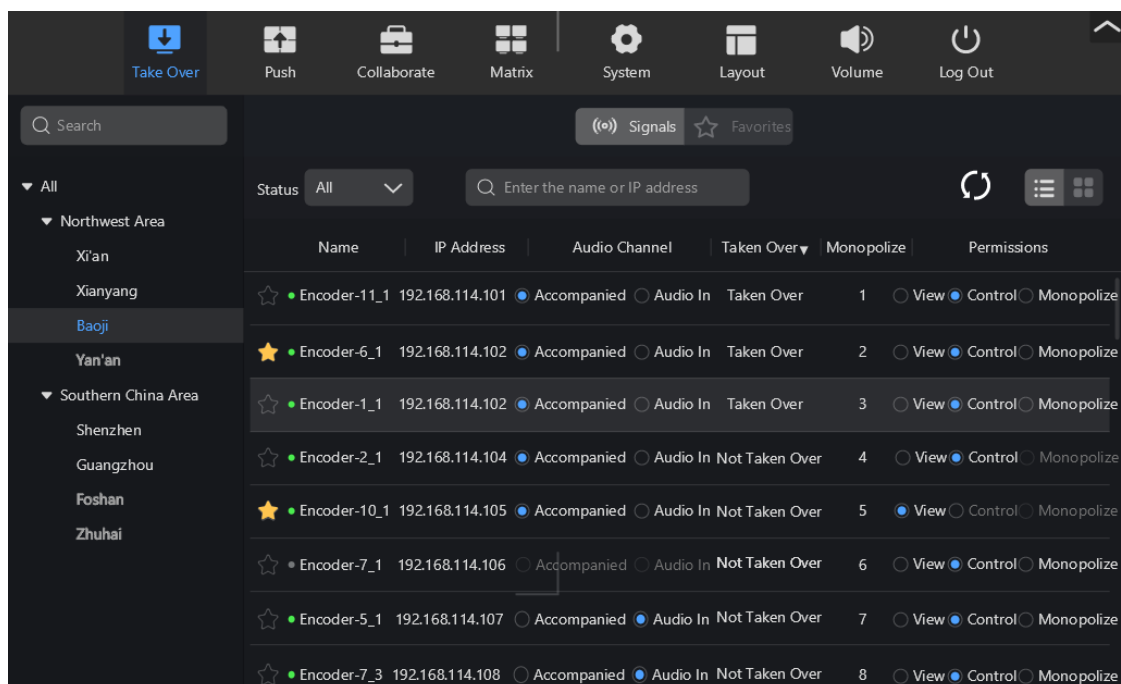 Take Over Push Collaborate Matrix System Layout Volume Log Out
Search
Signals Favorites
All
Northwest Area
Xi'an
Xianyang
Baoji
Yan'an
Southern China Area
Shenzhen
Guangzhou
Foshan
Zhuhai
Status All Enter the name or IP address
Name IP Address Audio Channel Taken Over Monopolize Permissions
Encoder-11_1 192.168.114.101 Accompanied Audio In Taken Over 1 View Control Monopolize
Encoder-6_1 192.168.114.102 Accompanied Audio In Taken Over 2 View Control Monopolize
Encoder-1_1 192.168.114.102 Accompanied Audio In Taken Over 3 View Control Monopolize
Encoder-2_1 192.168.114.104 Accompanied Audio In Not Taken Over 4 View Control Monopolize
Encoder-10_1 192.168.114.105 Accompanied Audio In Not Taken Over 5 View Control Monopolize
Encoder-7_1 192.168.114.106 Accompanied Audio In Not Taken Over 6 View Control Monopolize
Encoder-5_1 192.168.114.107 Accompanied Audio In Not Taken Over 7 View Control Monopolize
Encoder-7_3 192.168.114.108 Accompanied Audio In Not Taken Over 8 View Control Monopolize